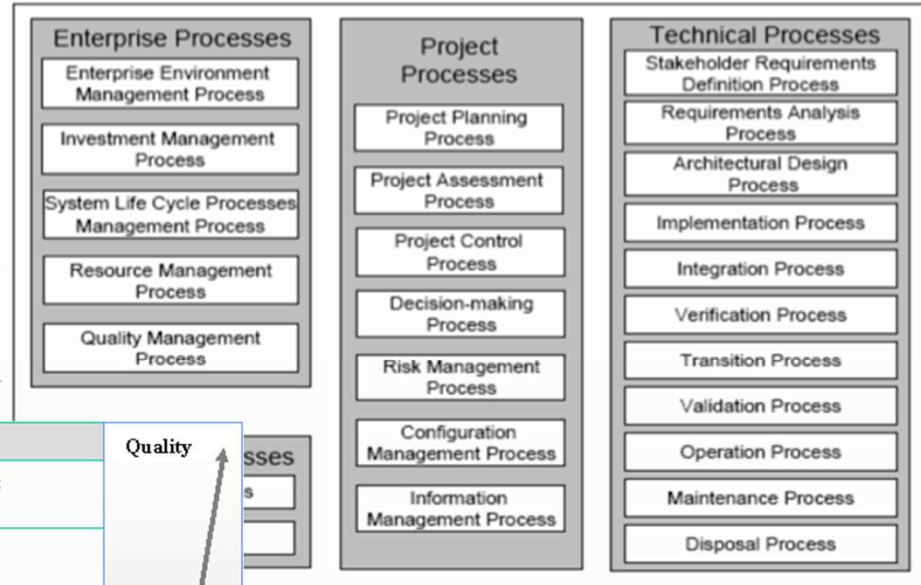 Enterprise Processes
Enterprise Environment
Management Process
Investment Management
Process
System Life Cycle Processes
Management Process
Resource Management
Process
Quality Management
Process
Quality
sses
s
Project
Processes
Project Planning
Process
Project Assessment
Process
Project Control
Process
Decision-making
Process
Risk Management
Process
Configuration
Management Process
Information
Management Process
Technical Processes
Stakeholder Requirements
Definition Process
Requirements Analysis
Process
Architectural Design
Process
Implementation Process
Integration Process
Verification Process
Transition Process
Validation Process
Operation Process
Maintenance Process
Disposal Process